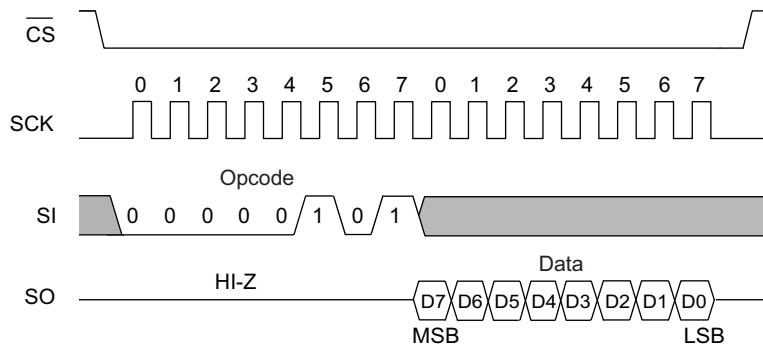 CS
0 1 2 3 4 5 6 7 0 1 2 3 4 5 6 7
SCK
Opcode
SI 0 0 0 0 0 1 0 1
Data
HI-Z
SO D7 D6 D5 D4 D3 D2 D1 D0
MSB LSB